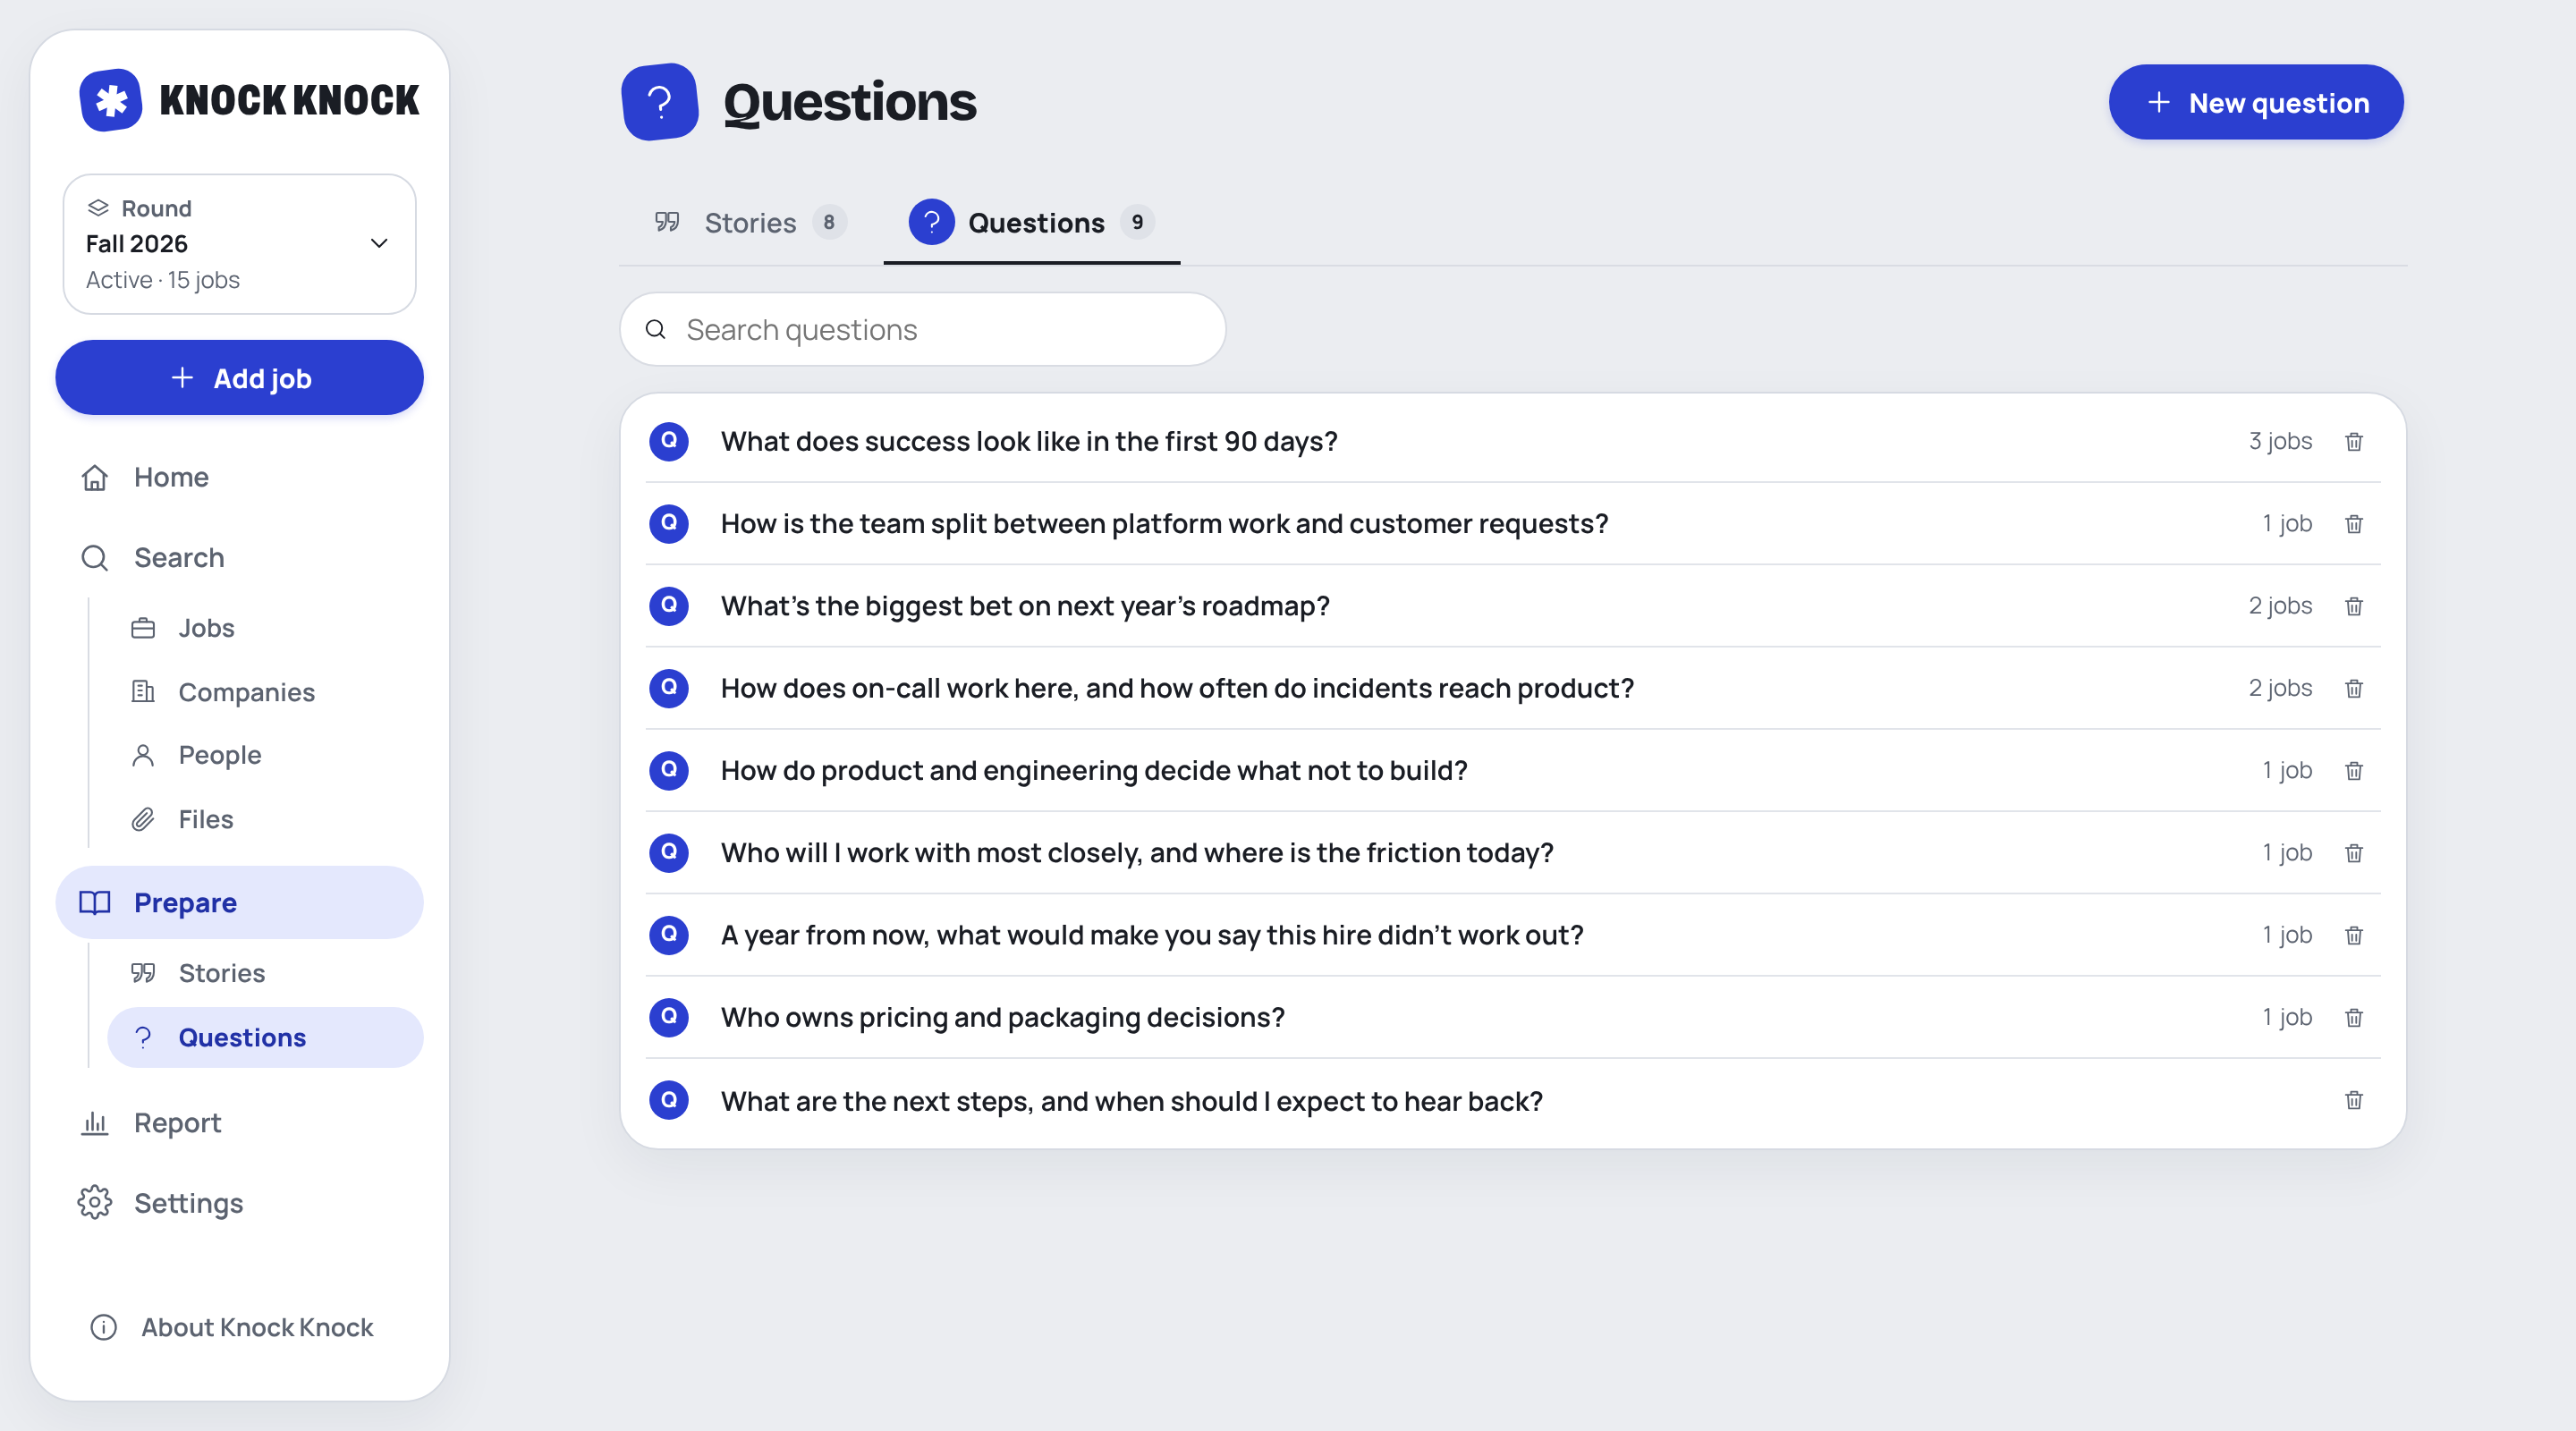 KNOCK KNOCK
Round
Fall 2026
Active · 15 jobs
Add job
Home
Search
Jobs
Companies
People
Files
Prepare
Stories
Questions
Report
Settings
About Knock Knock
Questions
New question
Stories 8
Questions 9
Search questions
Q What does success look like in the first 90 days? 3 jobs
Q How is the team split between platform work and customer requests? 1 job
Q What’s the biggest bet on next year’s roadmap? 2 jobs
Q How does on-call work here, and how often do incidents reach product? 2 jobs
Q How do product and engineering decide what not to build? 1 job
Q Who will I work with most closely, and where is the friction today? 1 job
Q A year from now, what would make you say this hire didn’t work out? 1 job
Q Who owns pricing and packaging decisions? 1 job
Q What are the next steps, and when should I expect to hear back?